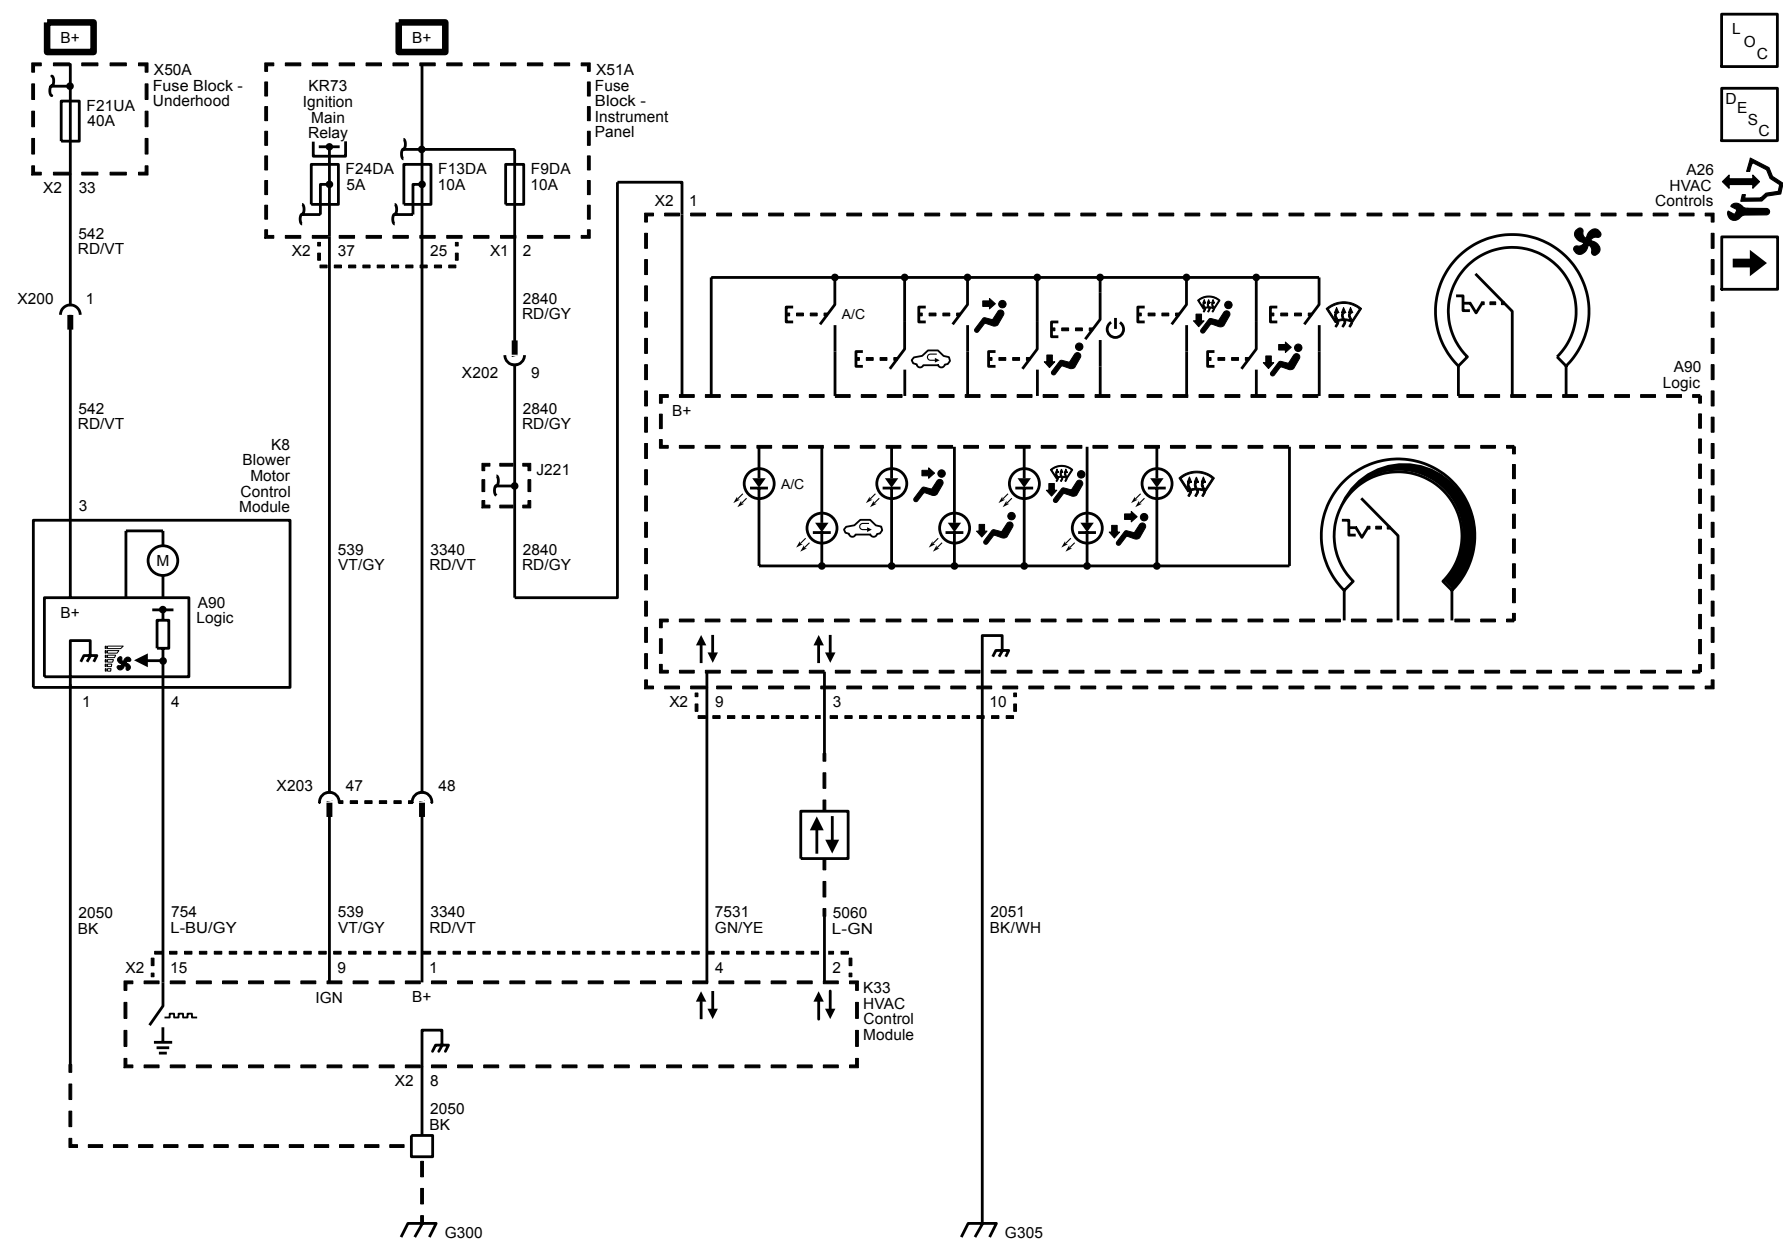 B+
X50A
Fuse Block -
Underhood
F21UA
40A
X2 33
542
RD/VT
X200 1
542
RD/VT
3
K8
Blower
Motor
Control
Module
M
B+
A90
Logic
1
4
2050
BK
754
L-BU/GY
B+
X51A
Fuse
Block -
Instrument
Panel
KR73
Ignition
Main
Relay
F24DA
5A
F13DA
10A
F9DA
10A
X2 37
25
X1 2
2840
RD/GY
X202 9
2840
RD/GY
J221
2840
RD/GY
539
VT/GY
3340
RD/VT
X203 47
48
539
VT/GY
3340
RD/VT
X2 1
A26
HVAC
Controls
A/C
A90
Logic
B+
A/C
X2 9
3
10
7531
GN/YE
5060
L-GN
2051
BK/WH
X2 15
9
1
4
2
IGN
B+
K33
HVAC
Control
Module
X2 8
2050
BK
G300
G305
LOC
DESC